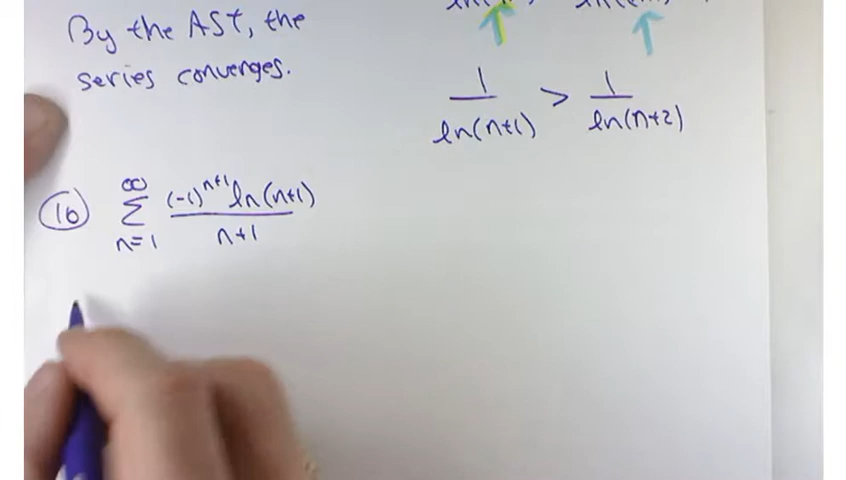 By the AST, the
series converges.
1/ln(n+1) > 1/ln(n+2)
(16) ∞ Σ n=1 (-1)^(n+1) ln(n+1) / n+1